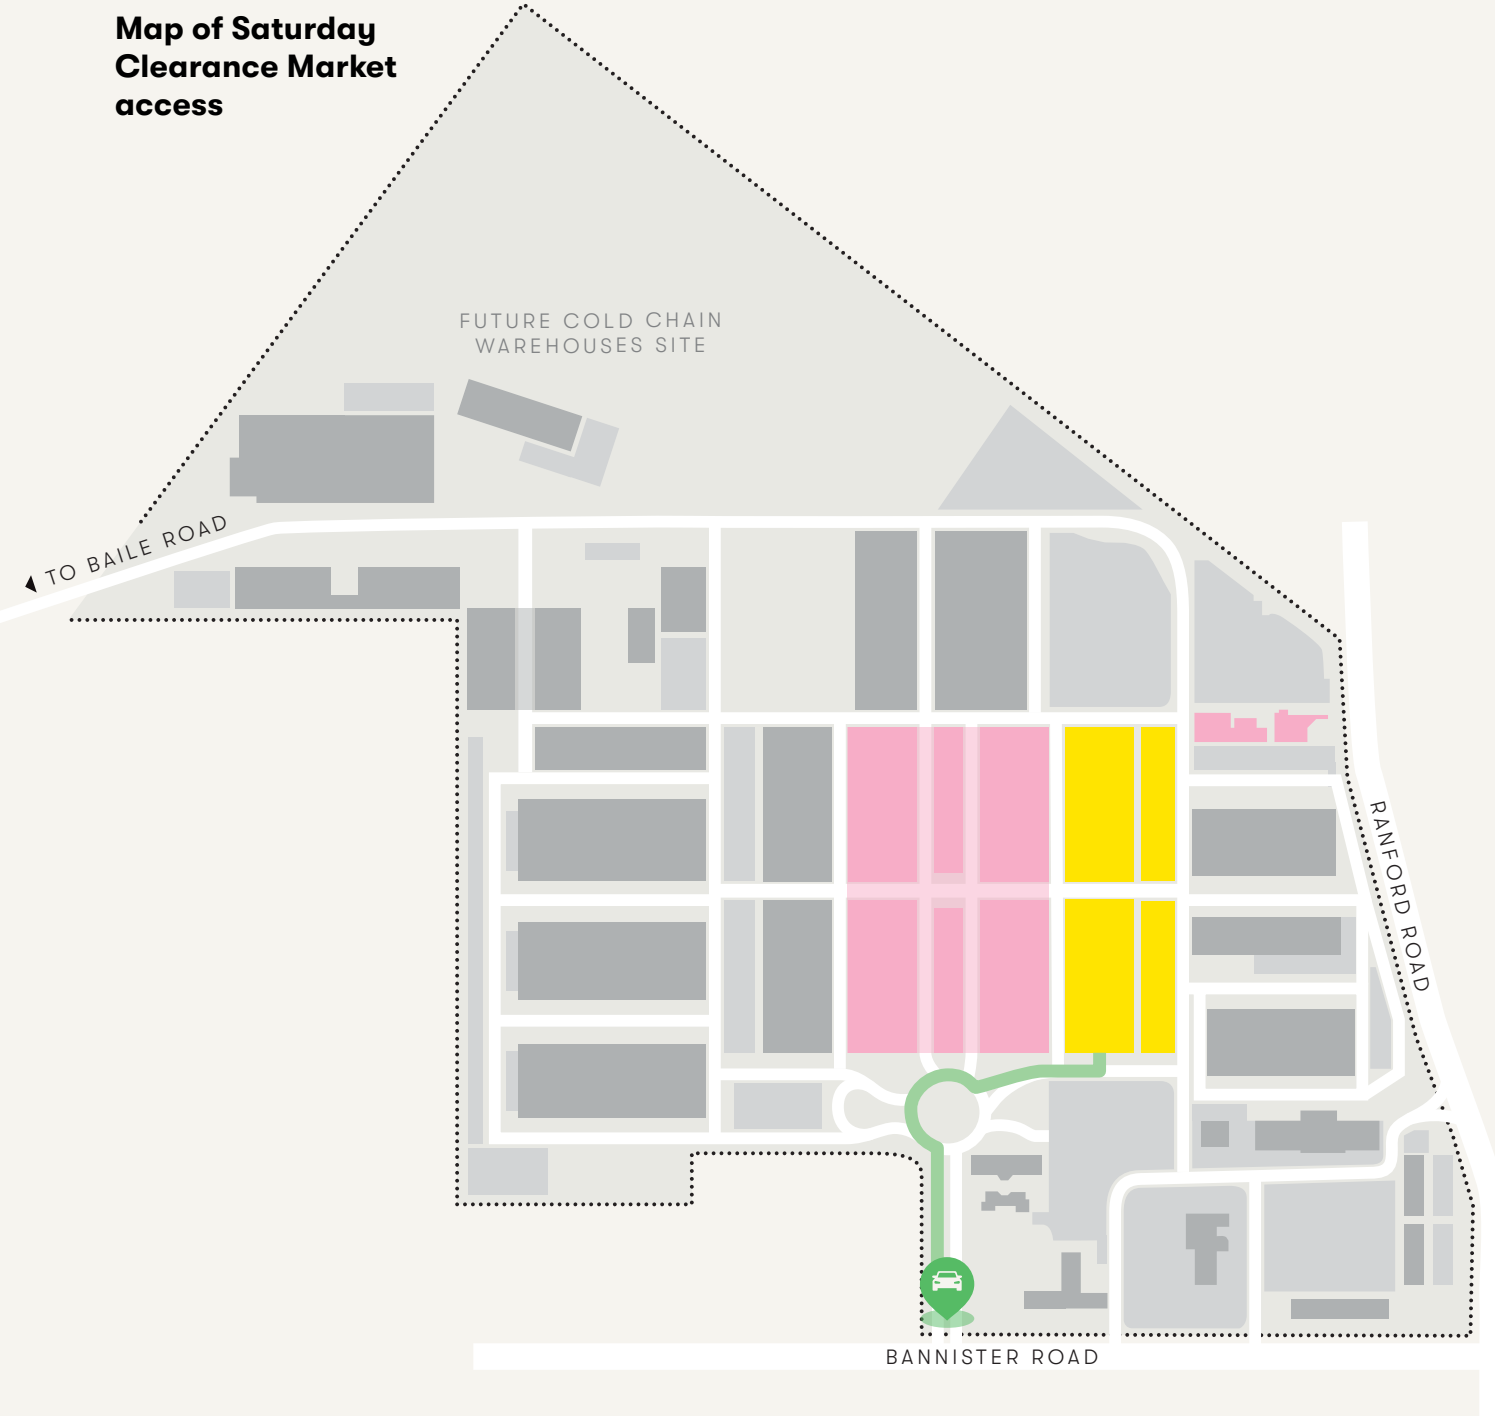 Map of Saturday
Clearance Market
access
FUTURE COLD CHAIN
WAREHOUSES SITE
TO BAILE ROAD
RANFORD ROAD
BANNISTER ROAD